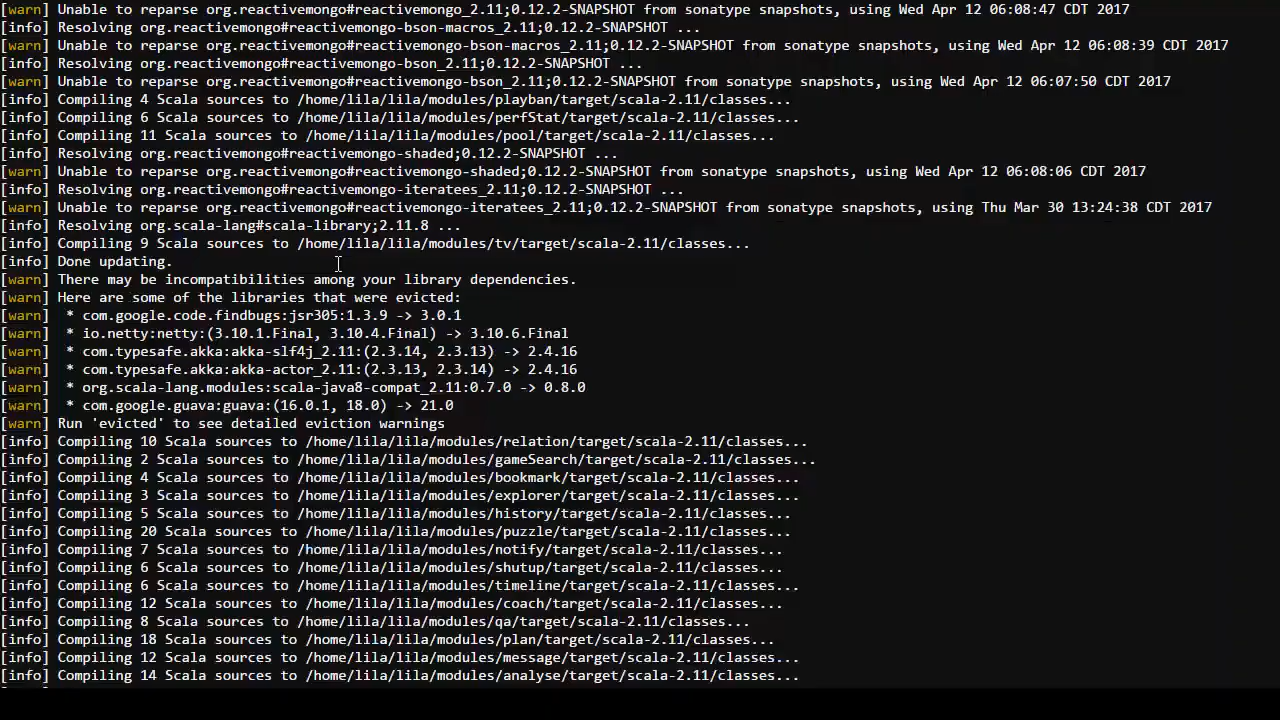 [warn] Unable to reparse org.reactivemongo#reactivemongo_2.11;0.12.2-SNAPSHOT from sonatype snapshots, using Wed Apr 12 06:08:47 CDT 2017
[info] Resolving org.reactivemongo#reactivemongo-bson-macros_2.11;0.12.2-SNAPSHOT ...
[warn] Unable to reparse org.reactivemongo#reactivemongo-bson-macros_2.11;0.12.2-SNAPSHOT from sonatype snapshots, using Wed Apr 12 06:08:39 CDT 2017
[info] Resolving org.reactivemongo#reactivemongo-bson_2.11;0.12.2-SNAPSHOT ...
[warn] Unable to reparse org.reactivemongo#reactivemongo-bson_2.11;0.12.2-SNAPSHOT from sonatype snapshots, using Wed Apr 12 06:07:50 CDT 2017
[info] Compiling 4 Scala sources to /home/lila/lila/modules/playban/target/scala-2.11/classes...
[info] Compiling 6 Scala sources to /home/lila/lila/modules/perfStat/target/scala-2.11/classes...
[info] Compiling 11 Scala sources to /home/lila/lila/modules/pool/target/scala-2.11/classes...
[info] Resolving org.reactivemongo#reactivemongo-shaded;0.12.2-SNAPSHOT ...
[warn] Unable to reparse org.reactivemongo#reactivemongo-shaded;0.12.2-SNAPSHOT from sonatype snapshots, using Wed Apr 12 06:08:06 CDT 2017
[info] Resolving org.reactivemongo#reactivemongo-iteratees_2.11;0.12.2-SNAPSHOT ...
[warn] Unable to reparse org.reactivemongo#reactivemongo-iteratees_2.11;0.12.2-SNAPSHOT from sonatype snapshots, using Thu Mar 30 13:24:38 CDT 2017
[info] Resolving org.scala-lang#scala-library;2.11.8 ...
[info] Compiling 9 Scala sources to /home/lila/lila/modules/tv/target/scala-2.11/classes...
[info] Done updating.
[warn] There may be incompatibilities among your library dependencies.
[warn] Here are some of the libraries that were evicted:
[warn]  * com.google.code.findbugs:jsr305:1.3.9 -> 3.0.1
[warn]  * io.netty:netty:(3.10.1.Final, 3.10.4.Final) -> 3.10.6.Final
[warn]  * com.typesafe.akka:akka-slf4j_2.11:(2.3.14, 2.3.13) -> 2.4.16
[warn]  * com.typesafe.akka:akka-actor_2.11:(2.3.13, 2.3.14) -> 2.4.16
[warn]  * org.scala-lang.modules:scala-java8-compat_2.11:0.7.0 -> 0.8.0
[warn]  * com.google.guava:guava:(16.0.1, 18.0) -> 21.0
[warn] Run 'evicted' to see detailed eviction warnings
[info] Compiling 10 Scala sources to /home/lila/lila/modules/relation/target/scala-2.11/classes...
[info] Compiling 2 Scala sources to /home/lila/lila/modules/gameSearch/target/scala-2.11/classes...
[info] Compiling 4 Scala sources to /home/lila/lila/modules/bookmark/target/scala-2.11/classes...
[info] Compiling 3 Scala sources to /home/lila/lila/modules/explorer/target/scala-2.11/classes...
[info] Compiling 5 Scala sources to /home/lila/lila/modules/history/target/scala-2.11/classes...
[info] Compiling 20 Scala sources to /home/lila/lila/modules/puzzle/target/scala-2.11/classes...
[info] Compiling 7 Scala sources to /home/lila/lila/modules/notify/target/scala-2.11/classes...
[info] Compiling 6 Scala sources to /home/lila/lila/modules/shutup/target/scala-2.11/classes...
[info] Compiling 6 Scala sources to /home/lila/lila/modules/timeline/target/scala-2.11/classes...
[info] Compiling 12 Scala sources to /home/lila/lila/modules/coach/target/scala-2.11/classes...
[info] Compiling 8 Scala sources to /home/lila/lila/modules/qa/target/scala-2.11/classes...
[info] Compiling 18 Scala sources to /home/lila/lila/modules/plan/target/scala-2.11/classes...
[info] Compiling 12 Scala sources to /home/lila/lila/modules/message/target/scala-2.11/classes...
[info] Compiling 14 Scala sources to /home/lila/lila/modules/analyse/target/scala-2.11/classes...